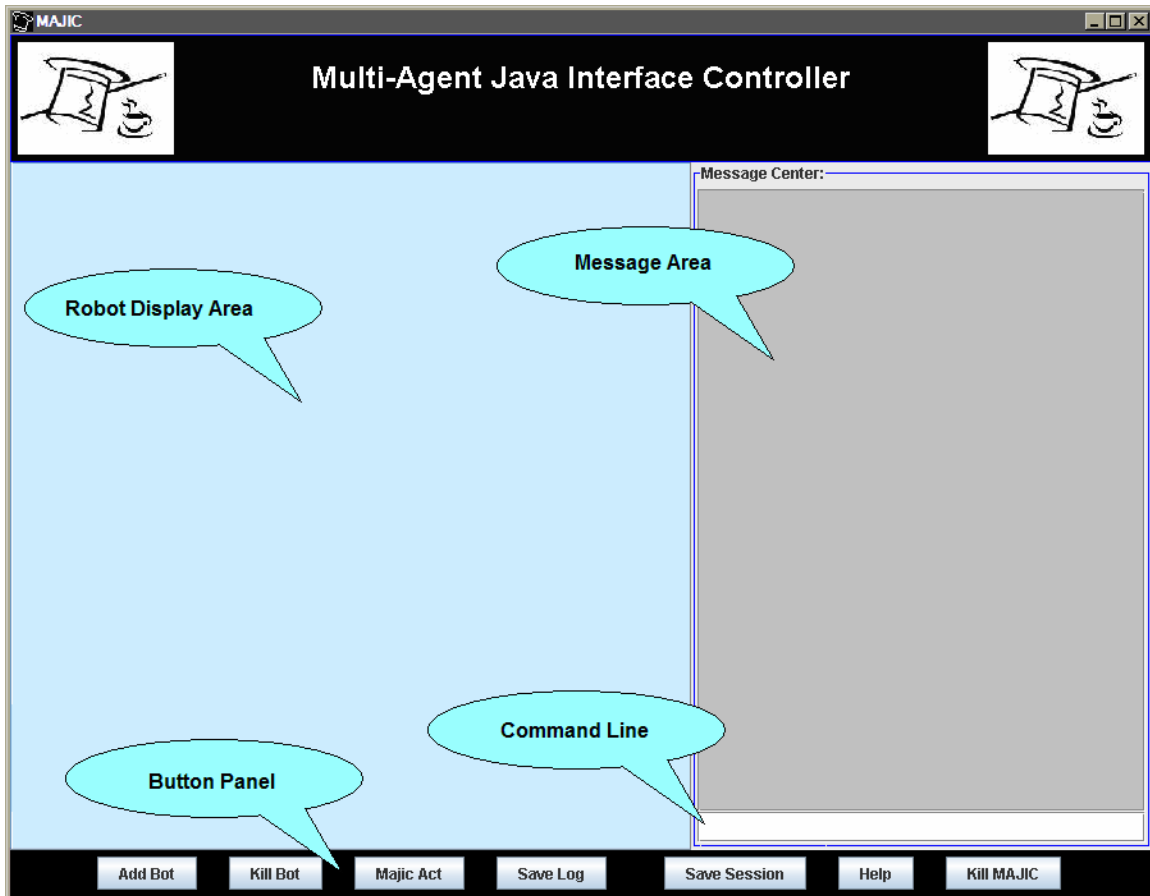 MAJIC
Multi-Agent Java Interface Controller
Message Center:
Message Area
Robot Display Area
Command Line
Button Panel
Add Bot Kill Bot Majic Act Save Log Save Session Help Kill MAJIC